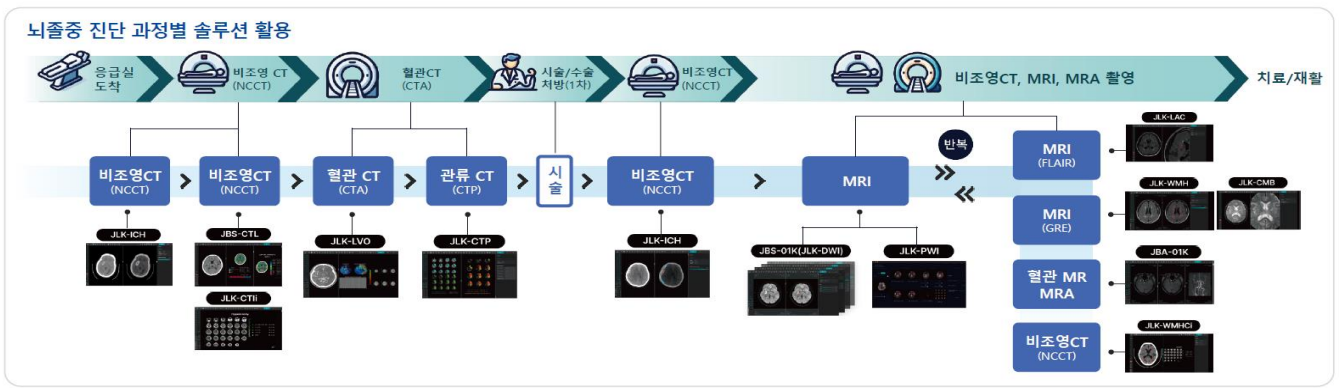 뇌졸중 진단 과정별 솔루션 활용
응급실
도착
비조영 CT
(NCCT)
혈관CT
(CTA)
시술/수술
처방(1차)
비조영CT
(NCCT)
비조영CT, MRI, MRA 촬영
치료/재활
비조영CT
(NCCT)
비조영CT
(NCCT)
혈관 CT
(CTA)
관류 CT
(CTP)
시
술
비조영CT
(NCCT)
MRI
반복
MRI
(FLAIR)
MRI
(GRE)
혈관 MR
MRA
비조영CT
(NCCT)
JLK-ICH
JBS-CTL
JLK-CTIi
JLK-LVO
JLK-CTP
JLK-ICH
JBS-01K(JLK-DWI)
JLK-PWI
JLK-LAC
JLK-WMH
JLK-CMB
JBA-01K
JLK-WMHCi